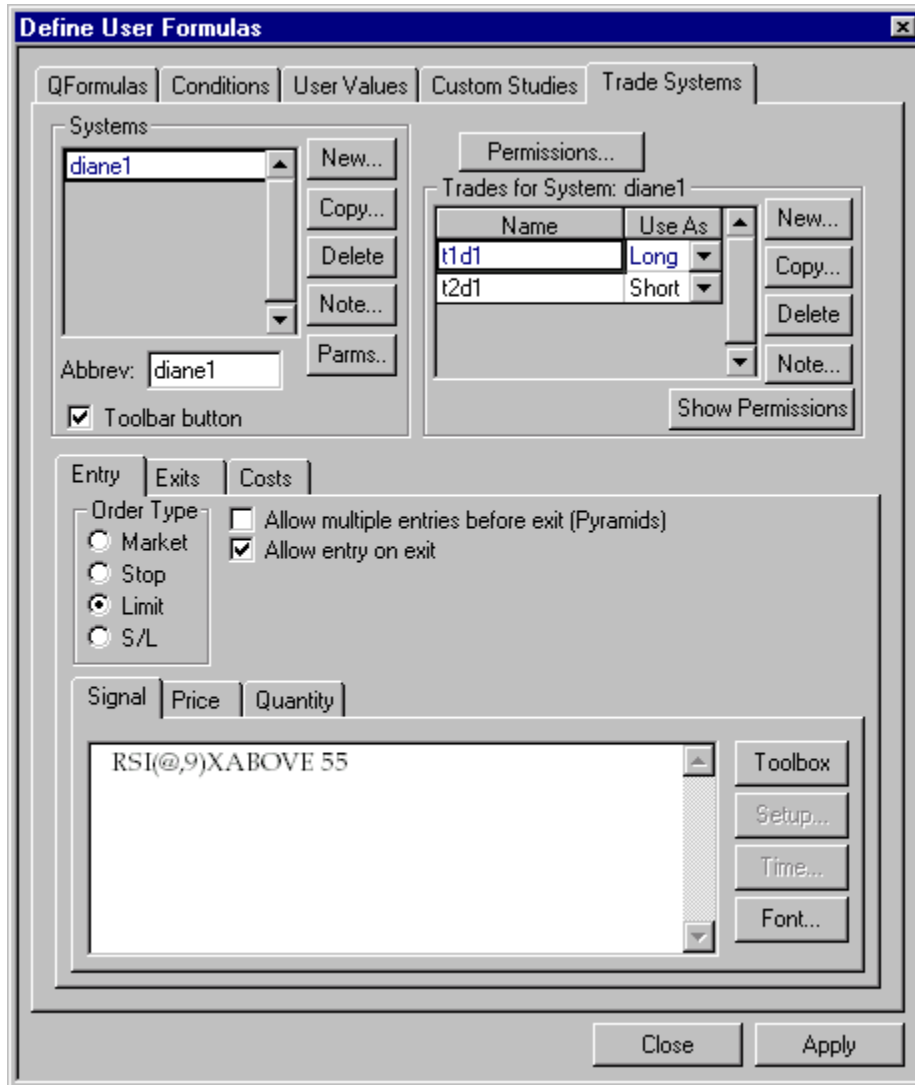 Define User Formulas
QFormulas Conditions User Values Custom Studies Trade Systems
Systems
diane1
New...
Copy...
Delete
Note...
Parms..
Abbrev: diane1
Toolbar button
Permissions...
Trades for System: diane1
Name Use As
t1d1 Long
t2d1 Short
New...
Copy...
Delete
Note...
Show Permissions
Entry Exits Costs
Order Type
Market
Stop
Limit
S/L
Allow multiple entries before exit (Pyramids)
Allow entry on exit
Signal Price Quantity
RSI(@,9)XABOVE 55
Toolbox
Setup...
Time...
Font...
Close Apply